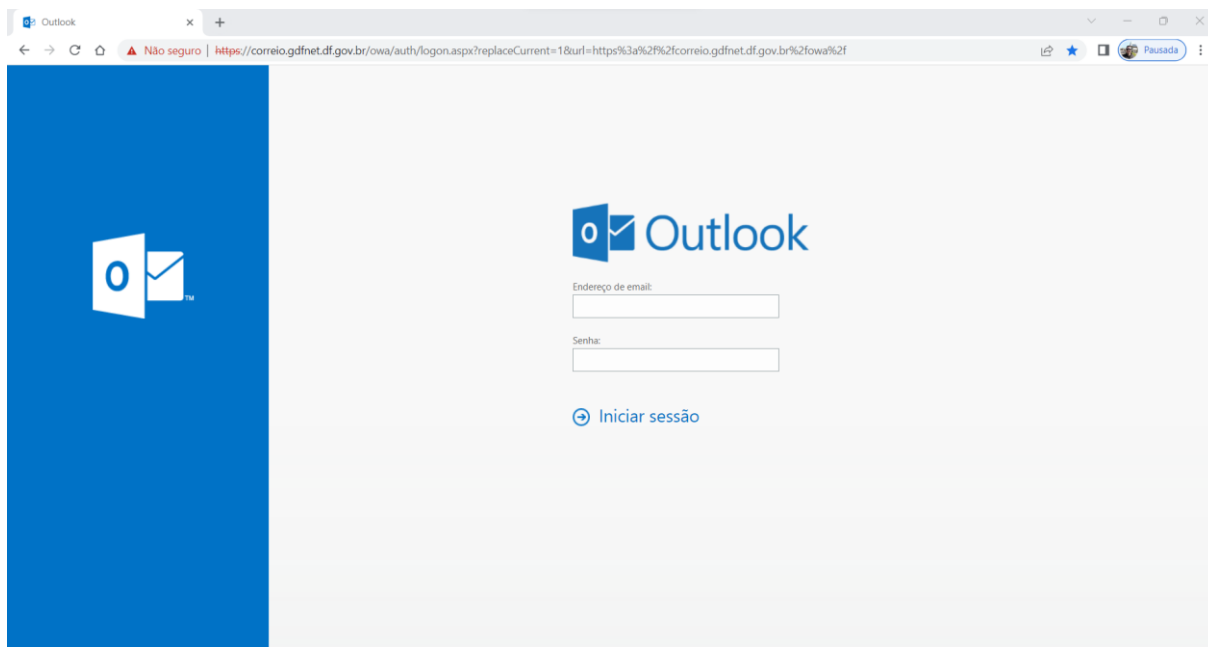 Outlook
Não seguro | https://correio.gdfnet.df.gov.br/owa/auth/logon.aspx?replaceCurrent=1&url=https%3a%2f%2fcorreio.gdfnet.df.gov.br%2fowa%2f
Pausada
O
TM
O Outlook
Endereço de email:
Senha:
Iniciar sessão